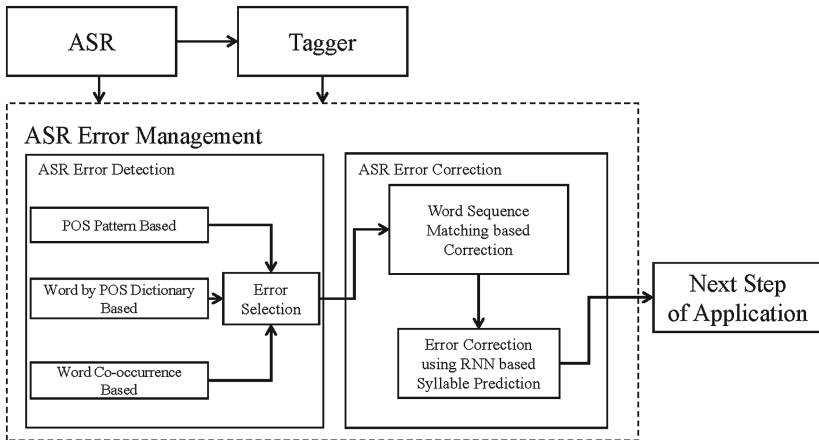 ASR
Tagger
ASR Error Management
ASR Error Detection
POS Pattern Based
Word by POS Dictionary
Based
Word Co-occurrence
Based
Error
Selection
ASR Error Correction
Word Sequence
Matching based
Correction
Error Correction
using RNN based
Syllable Prediction
Next Step
of Application